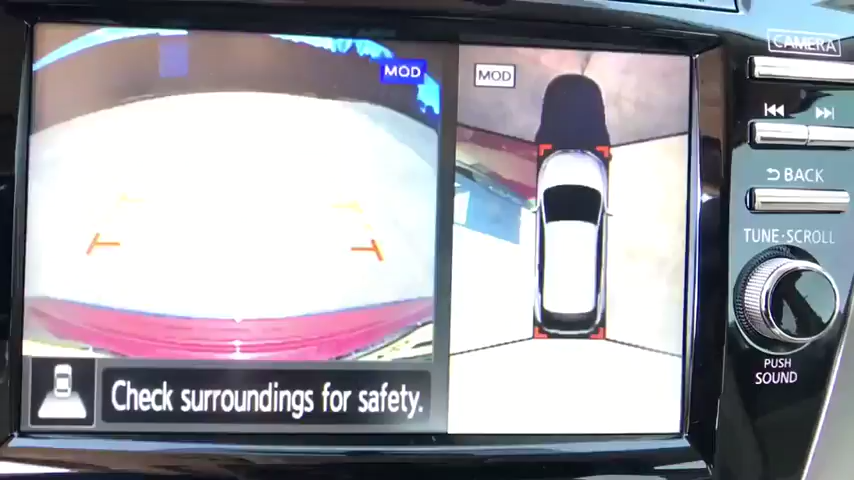 MOD
MOD
CAMERA
BACK
TUNE·SCROLL
PUSH
SOUND
Check surroundings for safety.